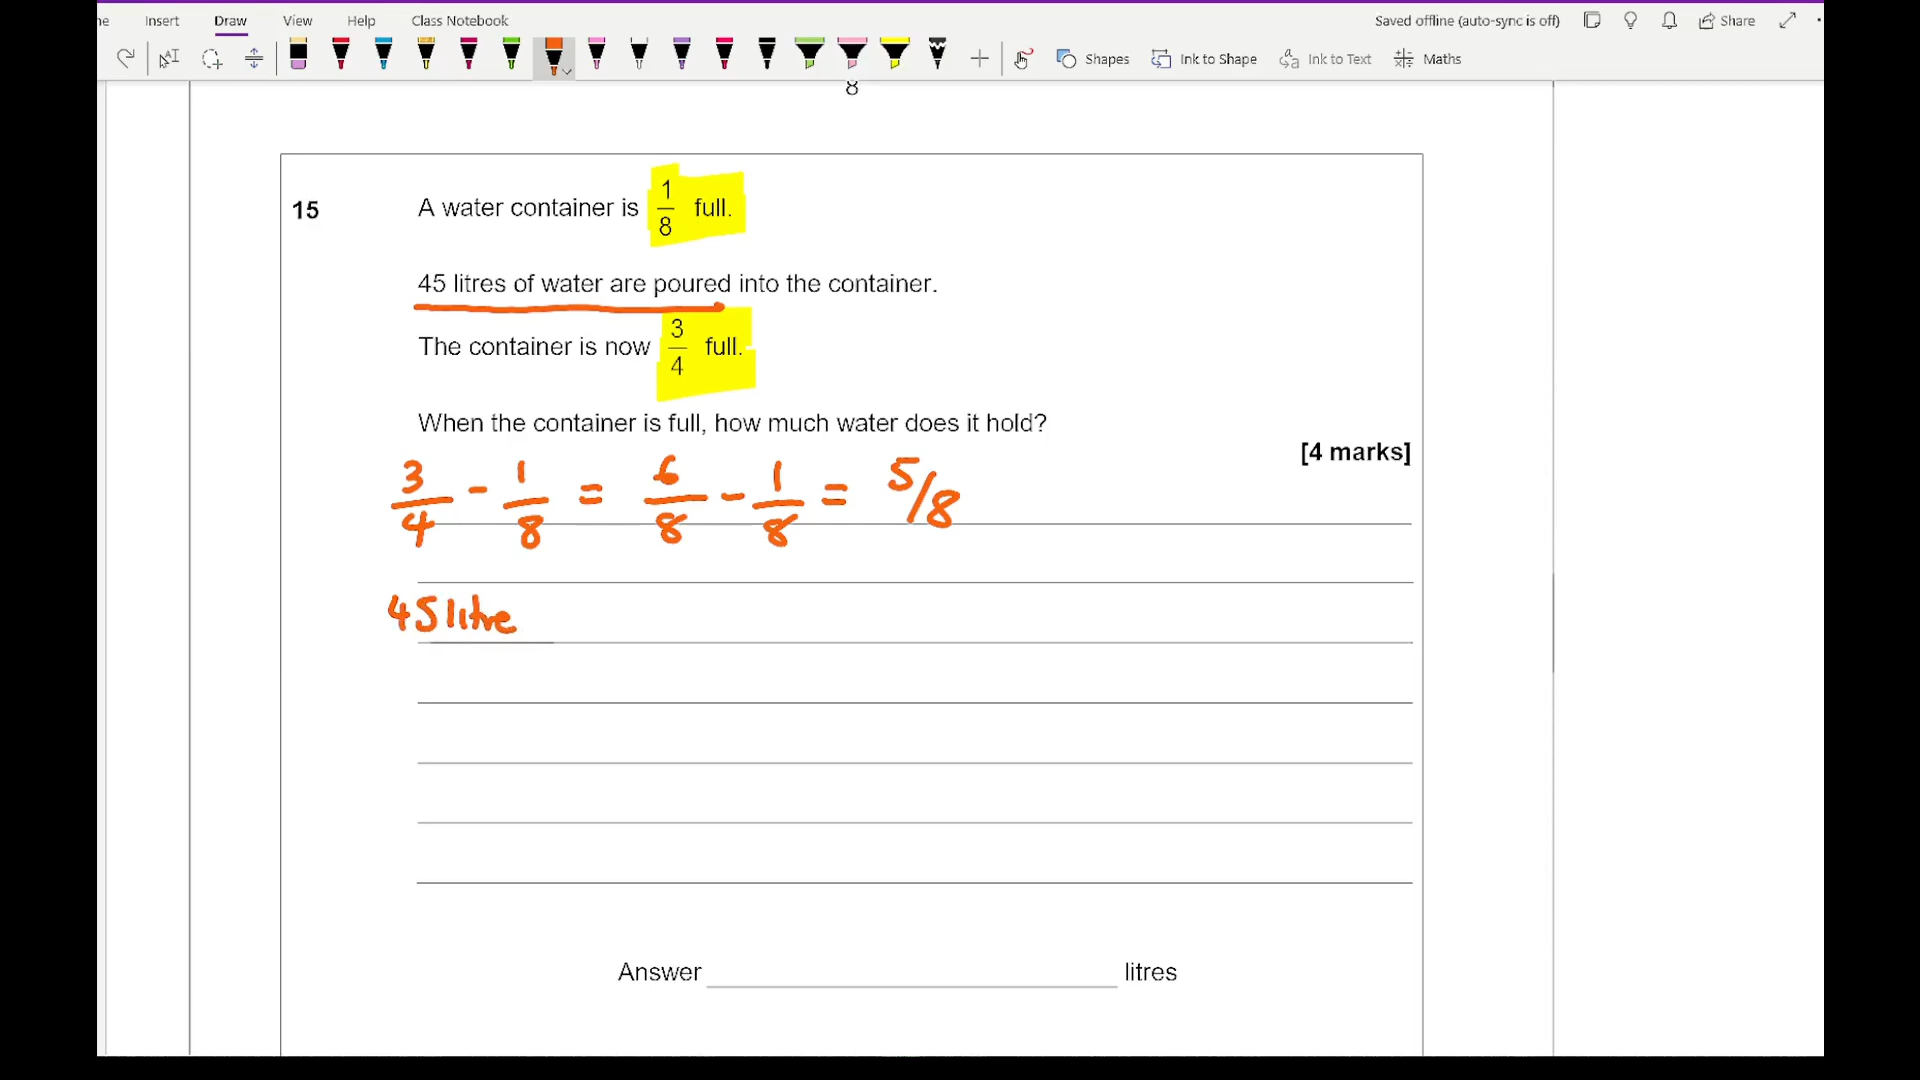 Insert Draw View Help Class Notebook Saved offline (auto-sync is off) Share
Shapes Ink to Shape Ink to Text Maths
8
15 A water container is 1/8 full.
45 litres of water are poured into the container.
The container is now 3/4 full.
When the container is full, how much water does it hold?
[4 marks]
3/4 - 1/8 = 6/8 - 1/8 = 5/8
45 litre
Answer litres